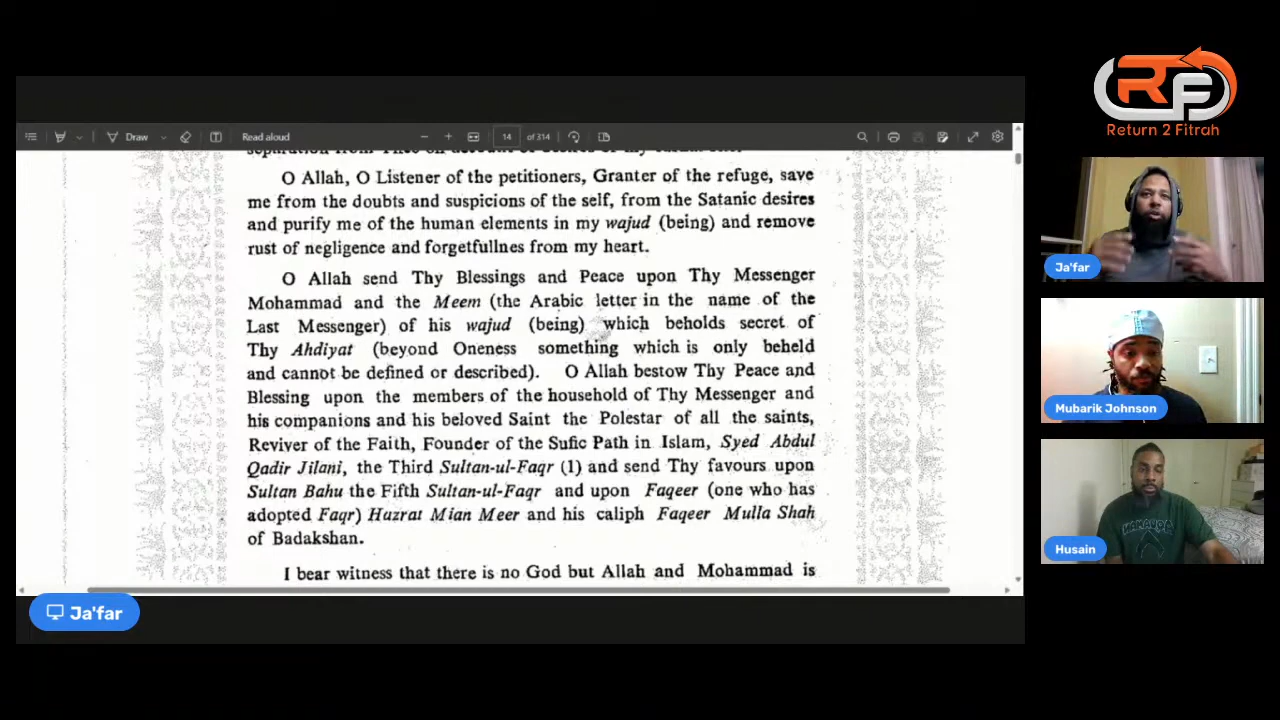 Draw
Read aloud
14
of 314
O Allah, O Listener of the petitioners, Granter of the refuge, save
me from the doubts and suspicions of the self, from the Satanic desires
and purify me of the human elements in my wajud (being) and remove
rust of negligence and forgetfullnes from my heart.
O Allah send Thy Blessings and Peace upon Thy Messenger
Mohammad and the Meem (the Arabic letter in the name of the
Last Messenger) of his wajud (being) which beholds secret of
Thy Ahdiyat (beyond Oneness something which is only beheld
and cannot be defined or described). O Allah bestow Thy Peace and
Blessing upon the members of the household of Thy Messenger and
his companions and his beloved Saint the Polestar of all the saints,
Reviver of the Faith, Founder of the Sufic Path in Islam, Syed Abdul
Qadir Jilani, the Third Sultan-ul-Faqr (1) and send Thy favours upon
Sultan Bahu the Fifth Sultan-ul-Faqr and upon Faqeer (one who has
adopted Faqr) Huzrat Mian Meer and his caliph Faqeer Mulla Shah
of Badakshan.
I bear witness that there is no God but Allah and Mohammad is
Ja'far
RF
Return 2 Fitrah
Ja'far
Mubarik Johnson
Husain